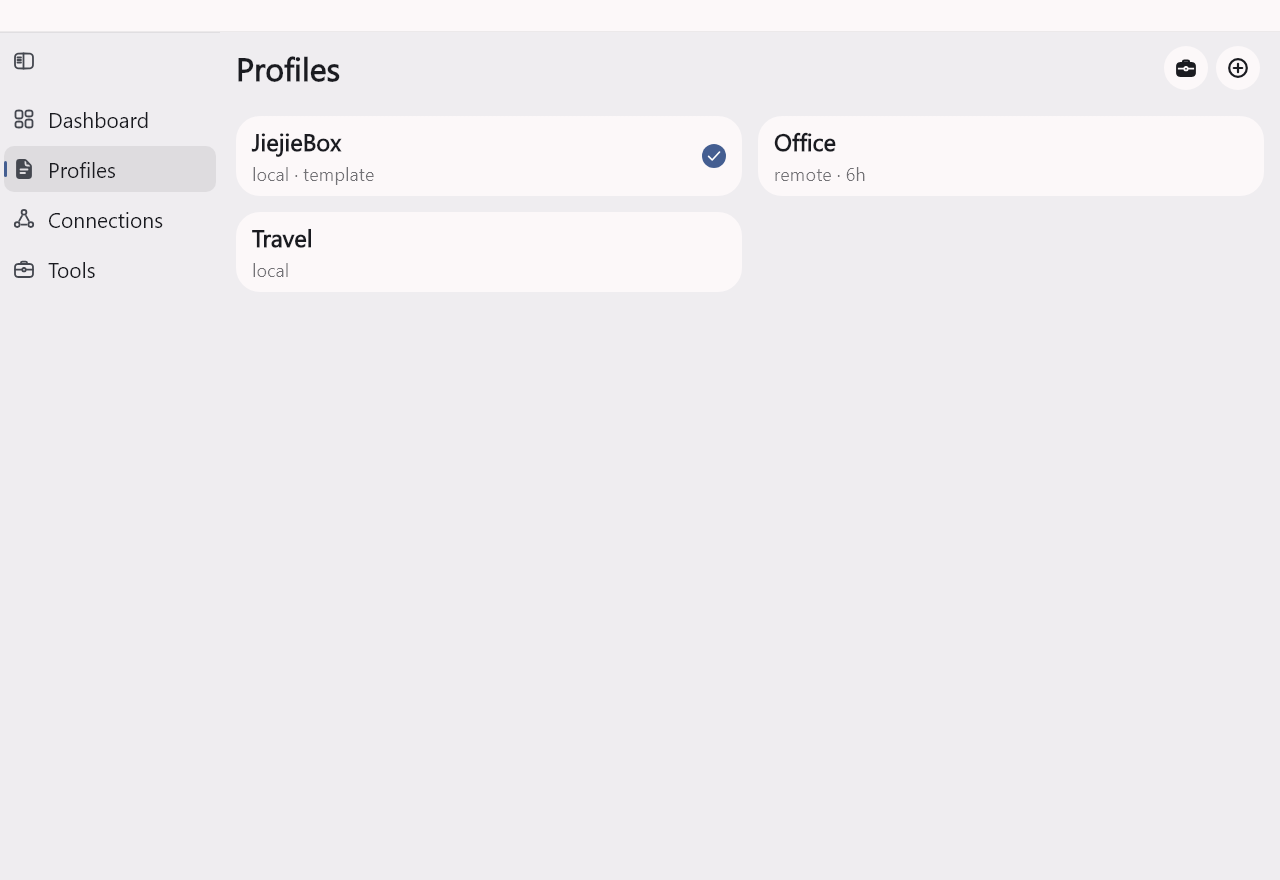 Profiles
Dashboard
Profiles
Connections
Tools
JiejieBox
local · template
Office
remote · 6h
Travel
local